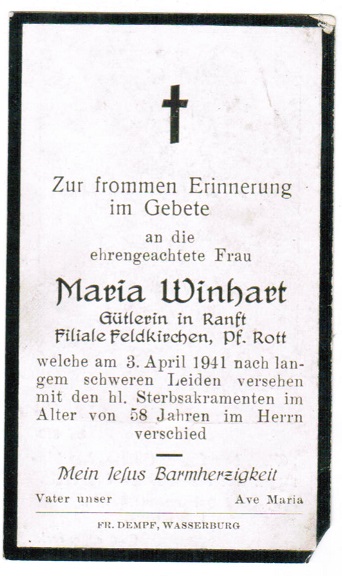 Zur frommen Erinnerung
im Gebete
an die
ehrengeachtete Frau
Maria Winhart
Gütlerin in Ranft
Filiale Feldkirchen, Pf. Rott
welche am 3. April 1941 nach lan-
gem schweren Leiden versehen
mit den hl. Sterbsakramenten im
Alter von 58 Jahren im Herrn
verschied
Mein Jesus Barmherzigkeit
Vater unser Ave Maria
FR. DEMPF, WASSERBURG